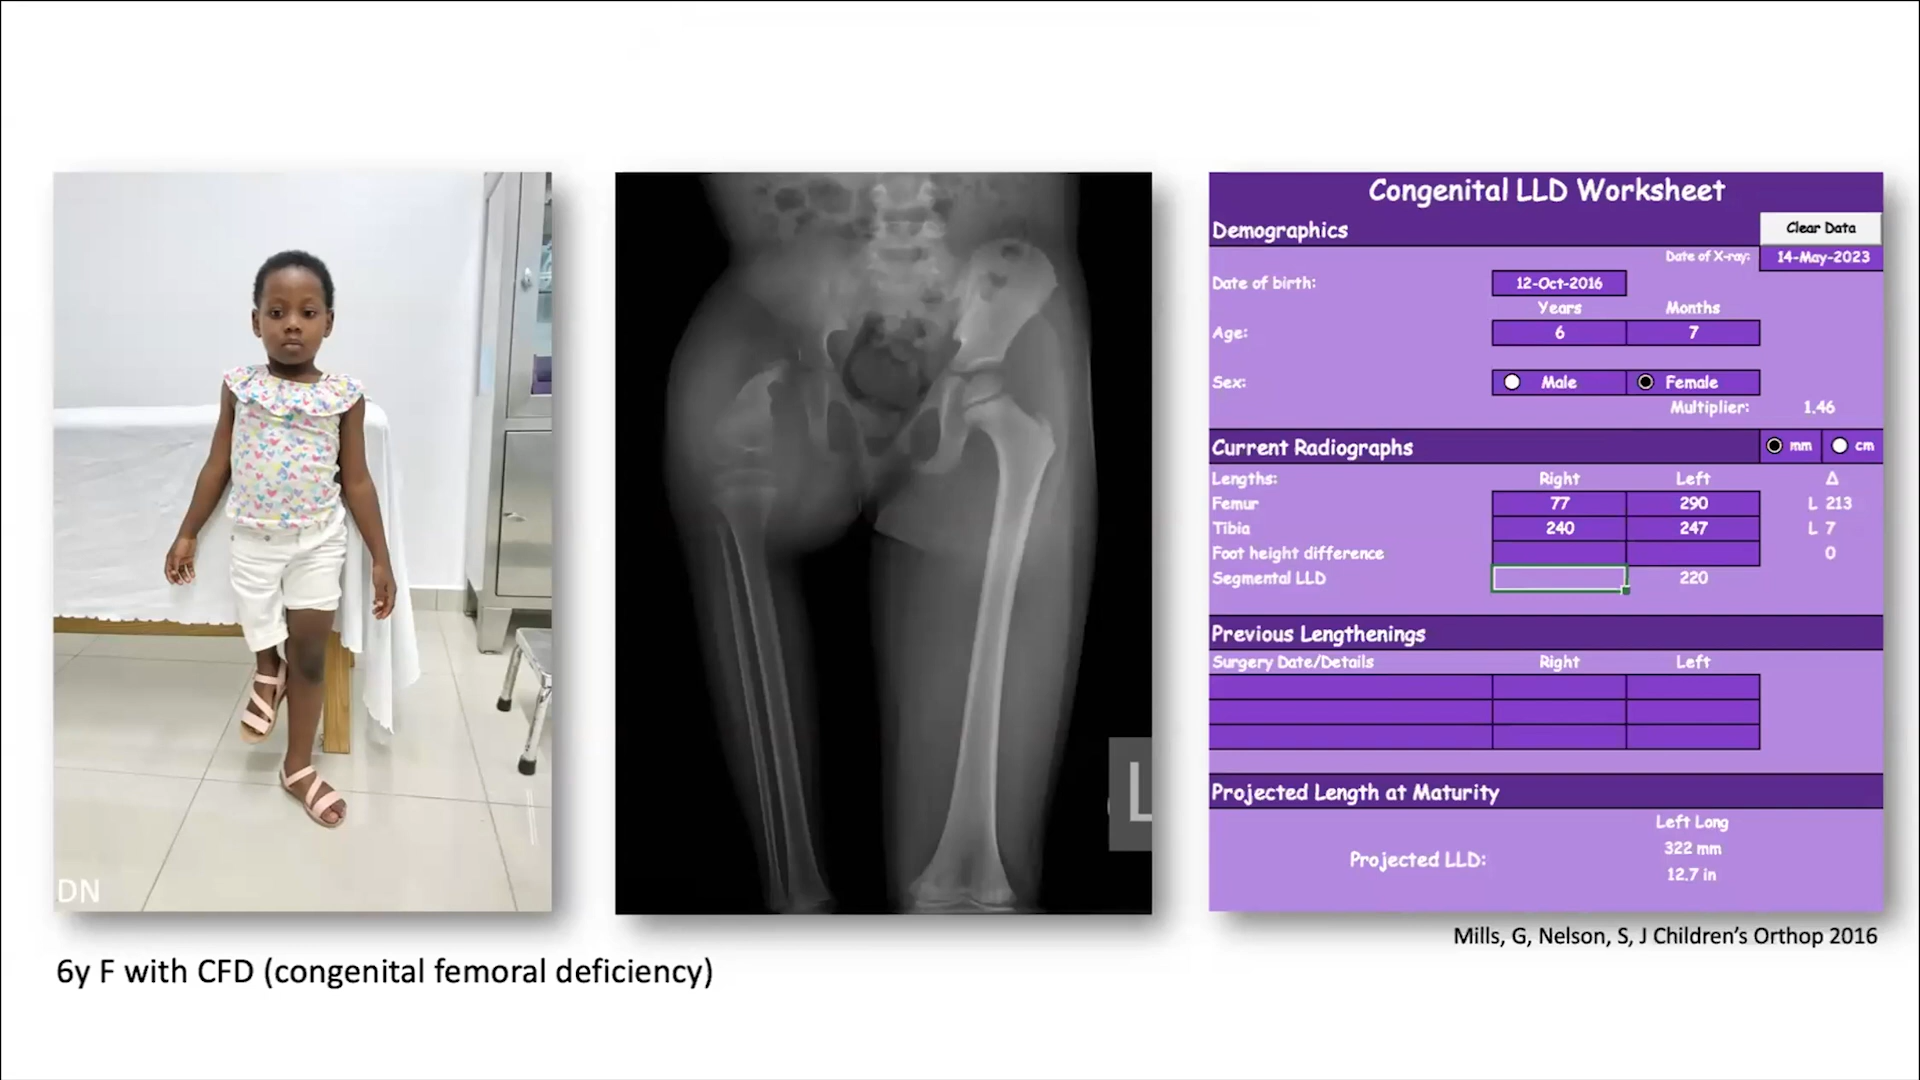 DN
6y F with CFD (congenital femoral deficiency)
L
Congenital LLD Worksheet
Demographics
Clear Data
Date of X-ray: 14-May-2023
Date of birth: 12-Oct-2016
Years Months
Age: 6 7
Sex: Male Female
Multiplier: 1.46
Current Radiographs mm cm
Lengths: Right Left Δ
Femur 77 290 L 213
Tibia 240 247 L 7
Foot height difference 0
Segmental LLD 220
Previous Lengthenings
Surgery Date/Details Right Left
Projected Length at Maturity
Left Long
Projected LLD: 322 mm
12.7 in
Mills, G, Nelson, S, J Children’s Orthop 2016